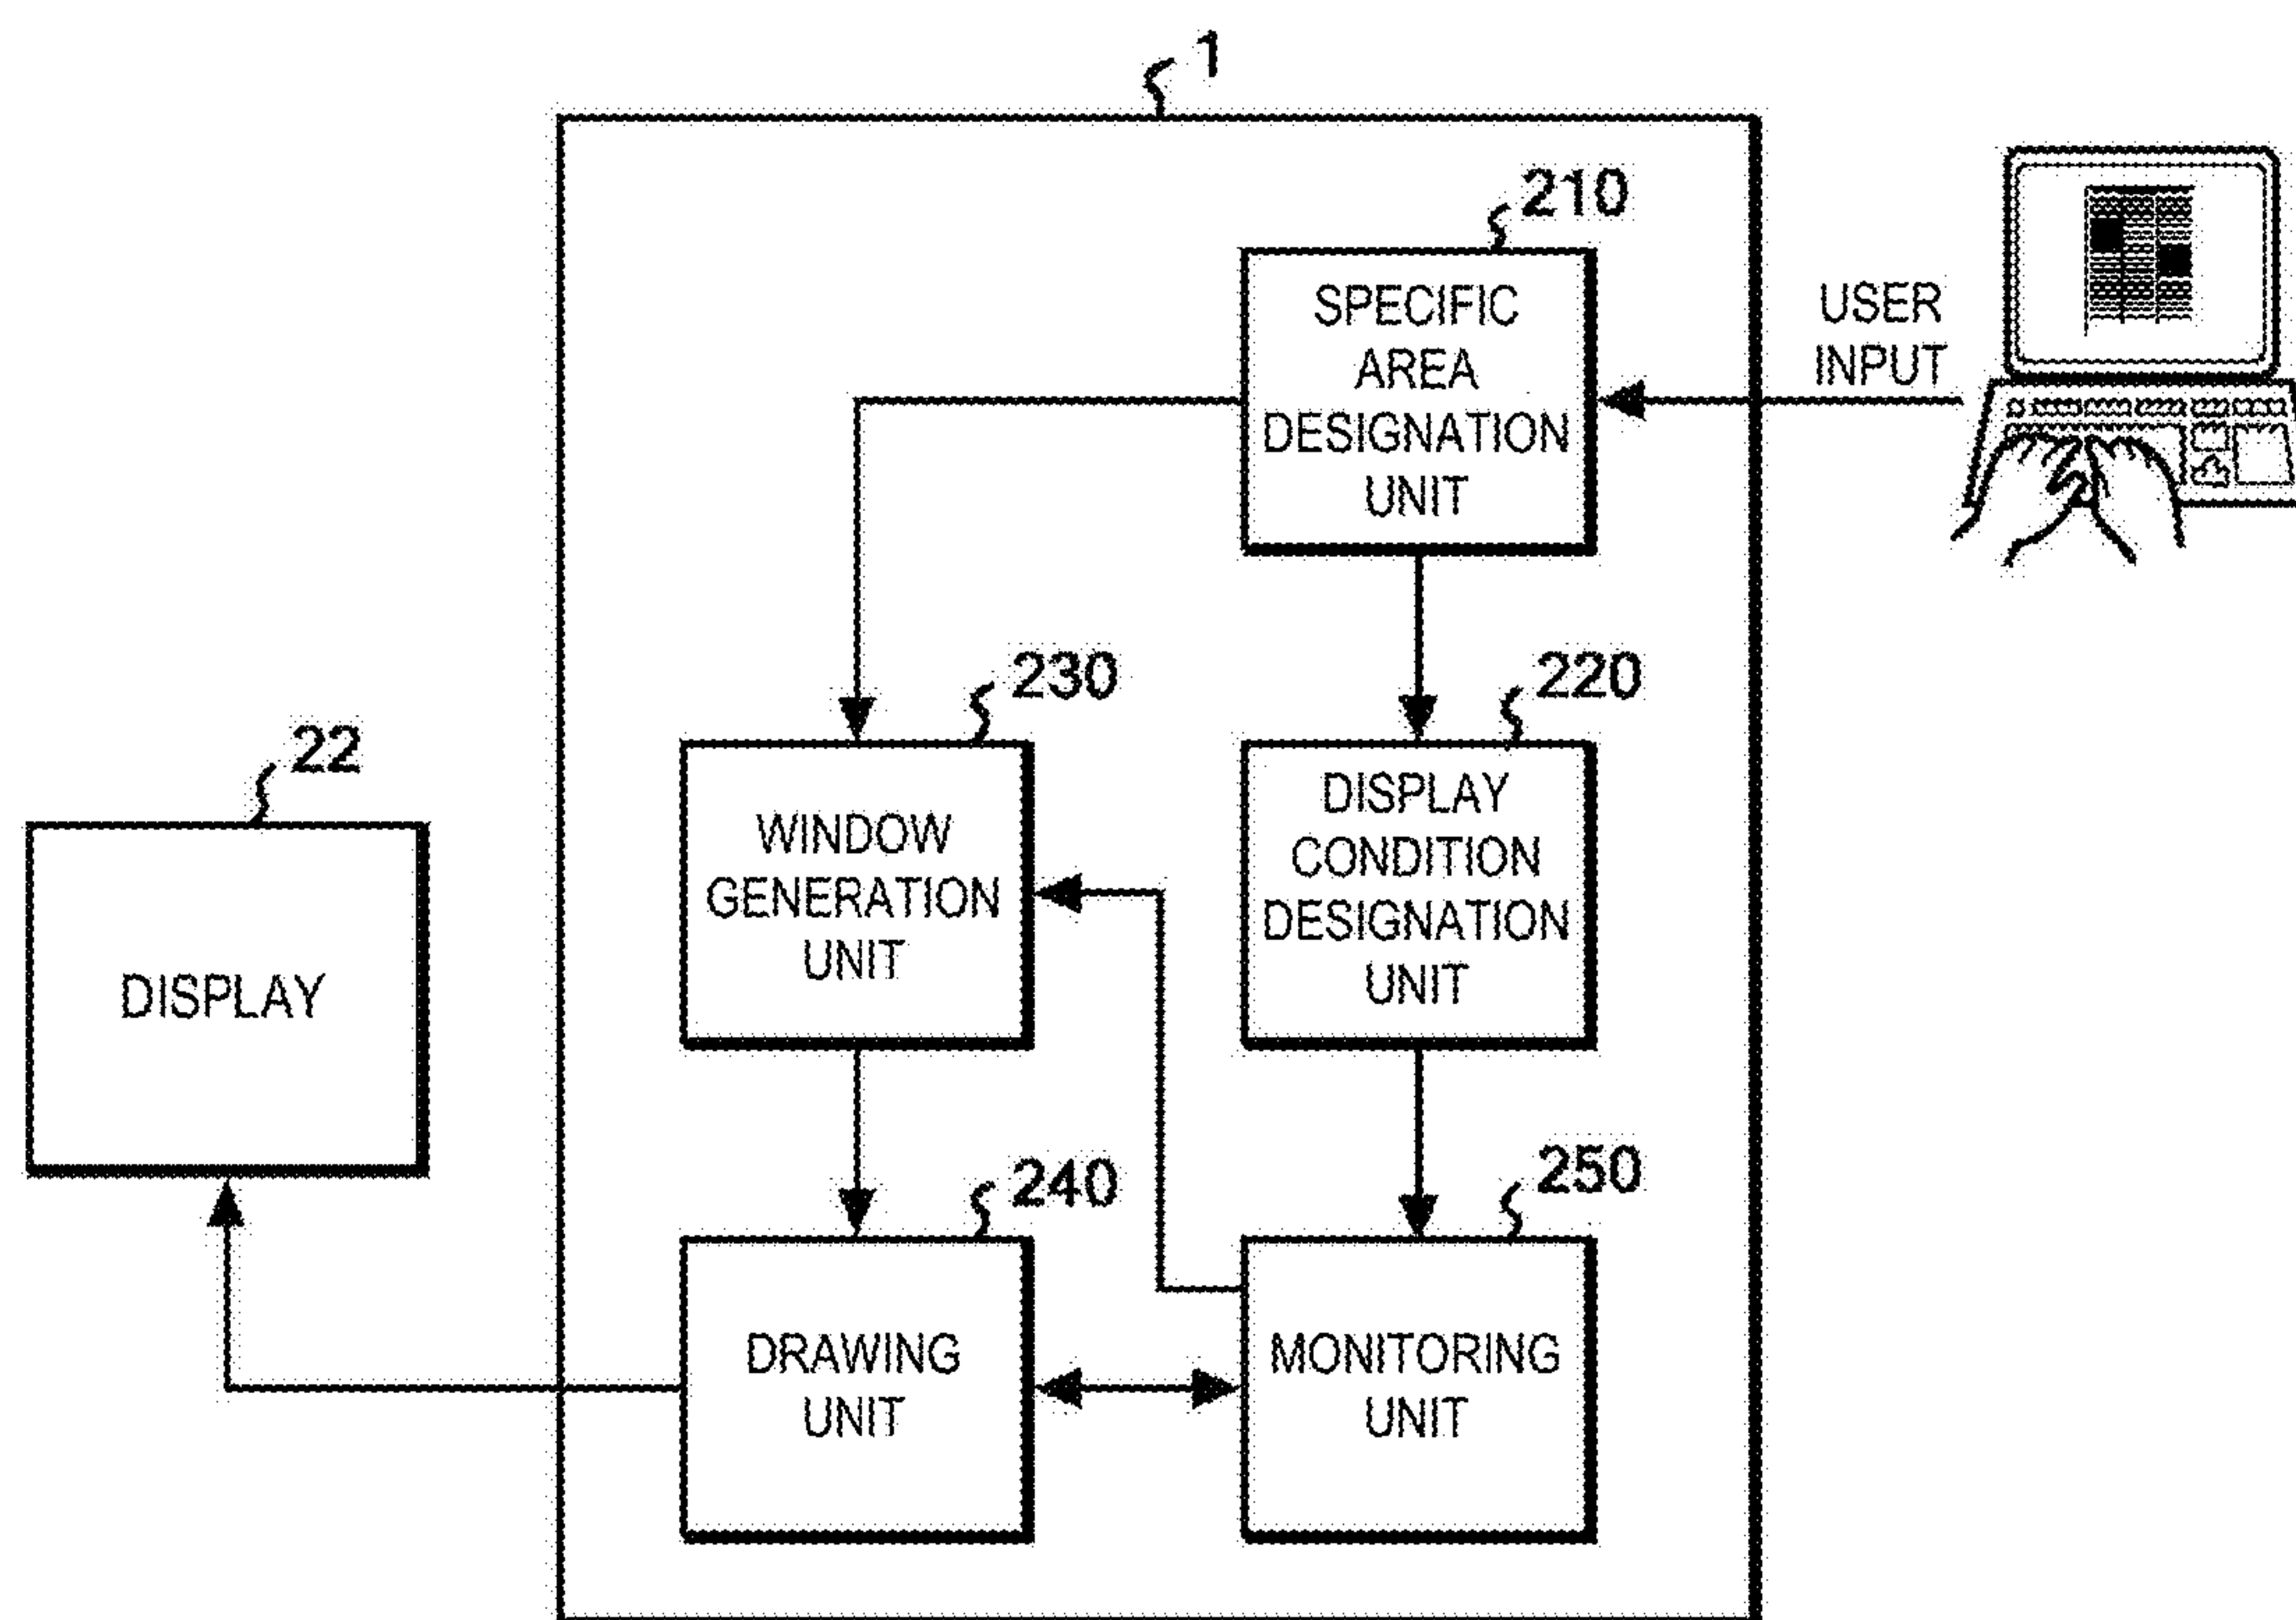 1
210
SPECIFIC
AREA
DESIGNATION
UNIT
USER
INPUT
230
220
22
WINDOW
GENERATION
UNIT
DISPLAY
CONDITION
DESIGNATION
UNIT
DISPLAY
240
250
DRAWING
UNIT
MONITORING
UNIT